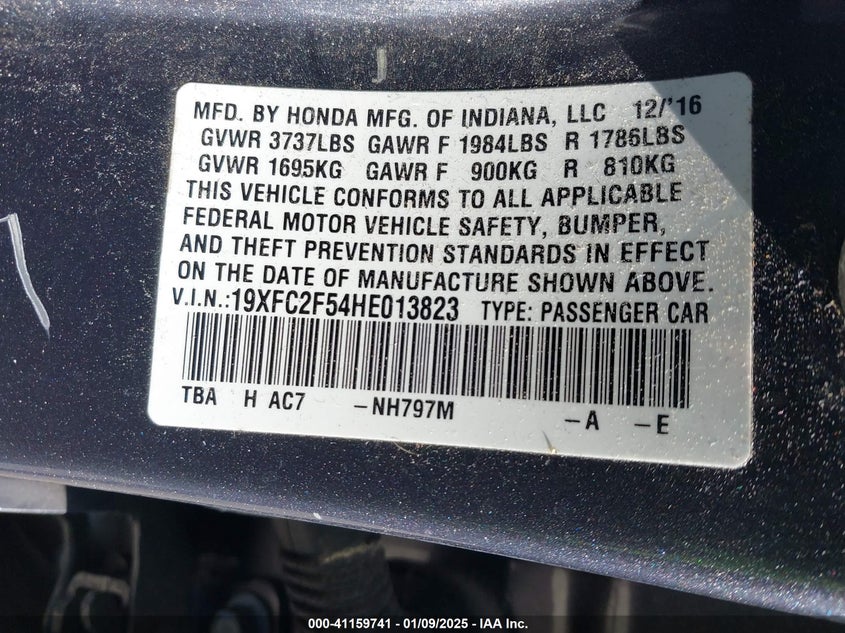 MFD. BY HONDA MFG. OF INDIANA, LLC 12/'16
GVWR 3737LBS GAWR F 1984LBS R 1786LBS
GVWR 1695KG GAWR F 900KG R 810KG
THIS VEHICLE CONFORMS TO ALL APPLICABLE
FEDERAL MOTOR VEHICLE SAFETY, BUMPER,
AND THEFT PREVENTION STANDARDS IN EFFECT
ON THE DATE OF MANUFACTURE SHOWN ABOVE.
V.I.N.:19XFC2F54HE013823 TYPE: PASSENGER CAR
TBA H AC7 -NH797M -A -E
000-41159741 - 01/09/2025 - IAA Inc.